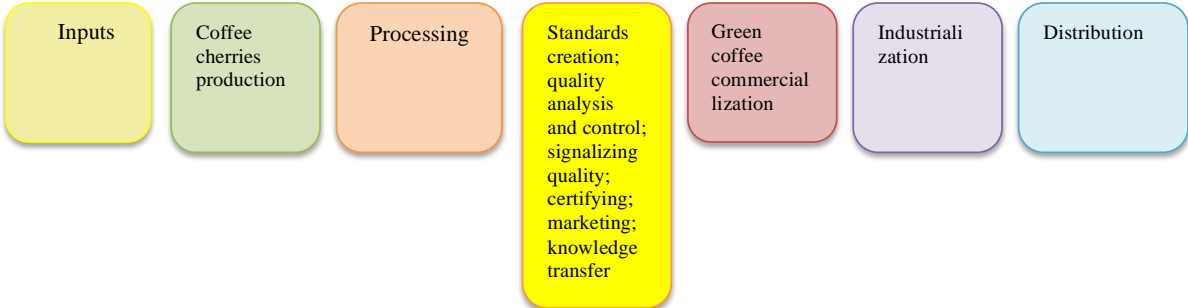 Inputs
Coffee
cherries
production
Processing
Standards
creation;
quality
analysis
and control;
signalizing
quality;
certifying;
marketing;
knowledge
transfer
Green
coffee
commercial
lization
Industriali
zation
Distribution